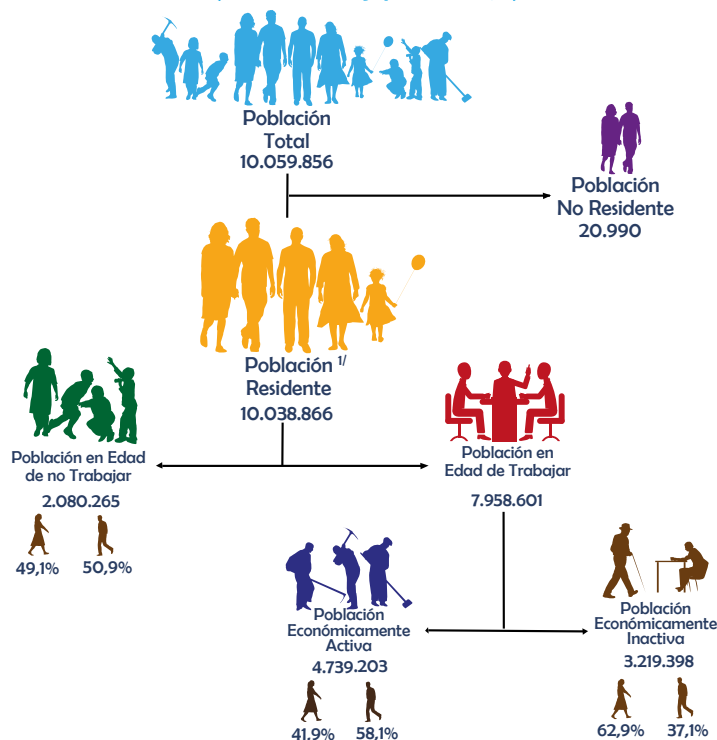 Población
Total
10.059.856
Población
No Residente
20.990
Población 1/
Residente
10.038.866
Población en Edad
de no Trabajar
2.080.265
49,1%
50,9%
Población en
Edad de Trabajar
7.958.601
Población
Económicamente
Activa
4.739.203
41,9%
58,1%
Población
Económicamente
Inactiva
3.219.398
62,9%
37,1%